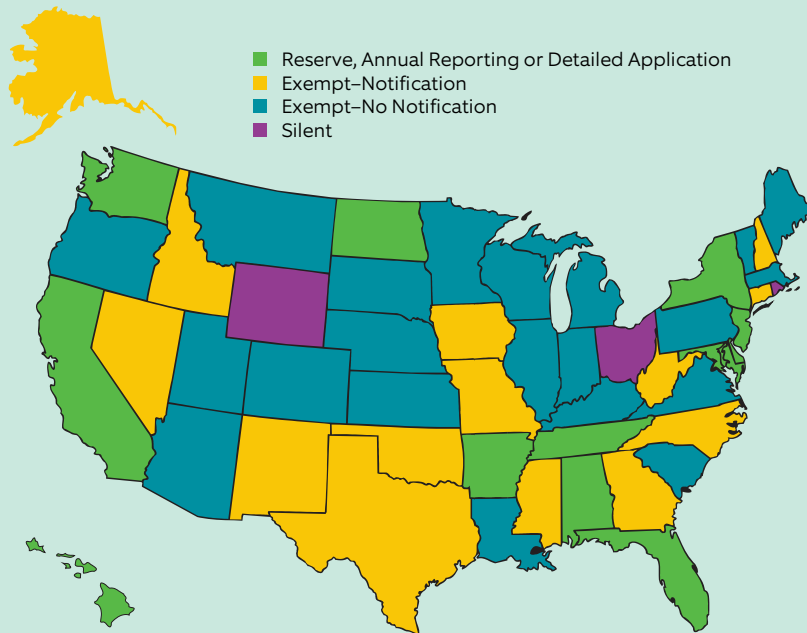 Reserve, Annual Reporting or Detailed Application
Exempt–Notification
Exempt–No Notification
Silent